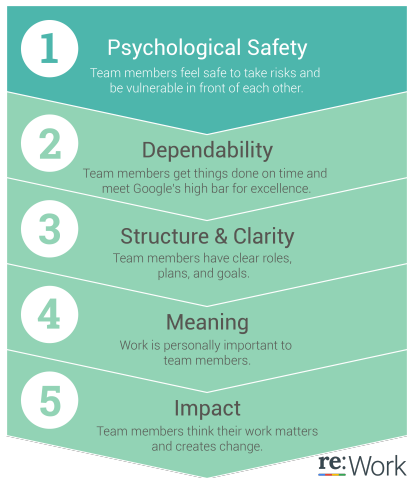 1
Psychological Safety
Team members feel safe to take risks and
be vulnerable in front of each other.
2
Dependability
Team members get things done on time and
meet Google's high bar for excellence.
3
Structure & Clarity
Team members have clear roles,
plans, and goals.
4
Meaning
Work is personally important to
team members.
5
Impact
Team members think their work matters
and creates change.
re:Work